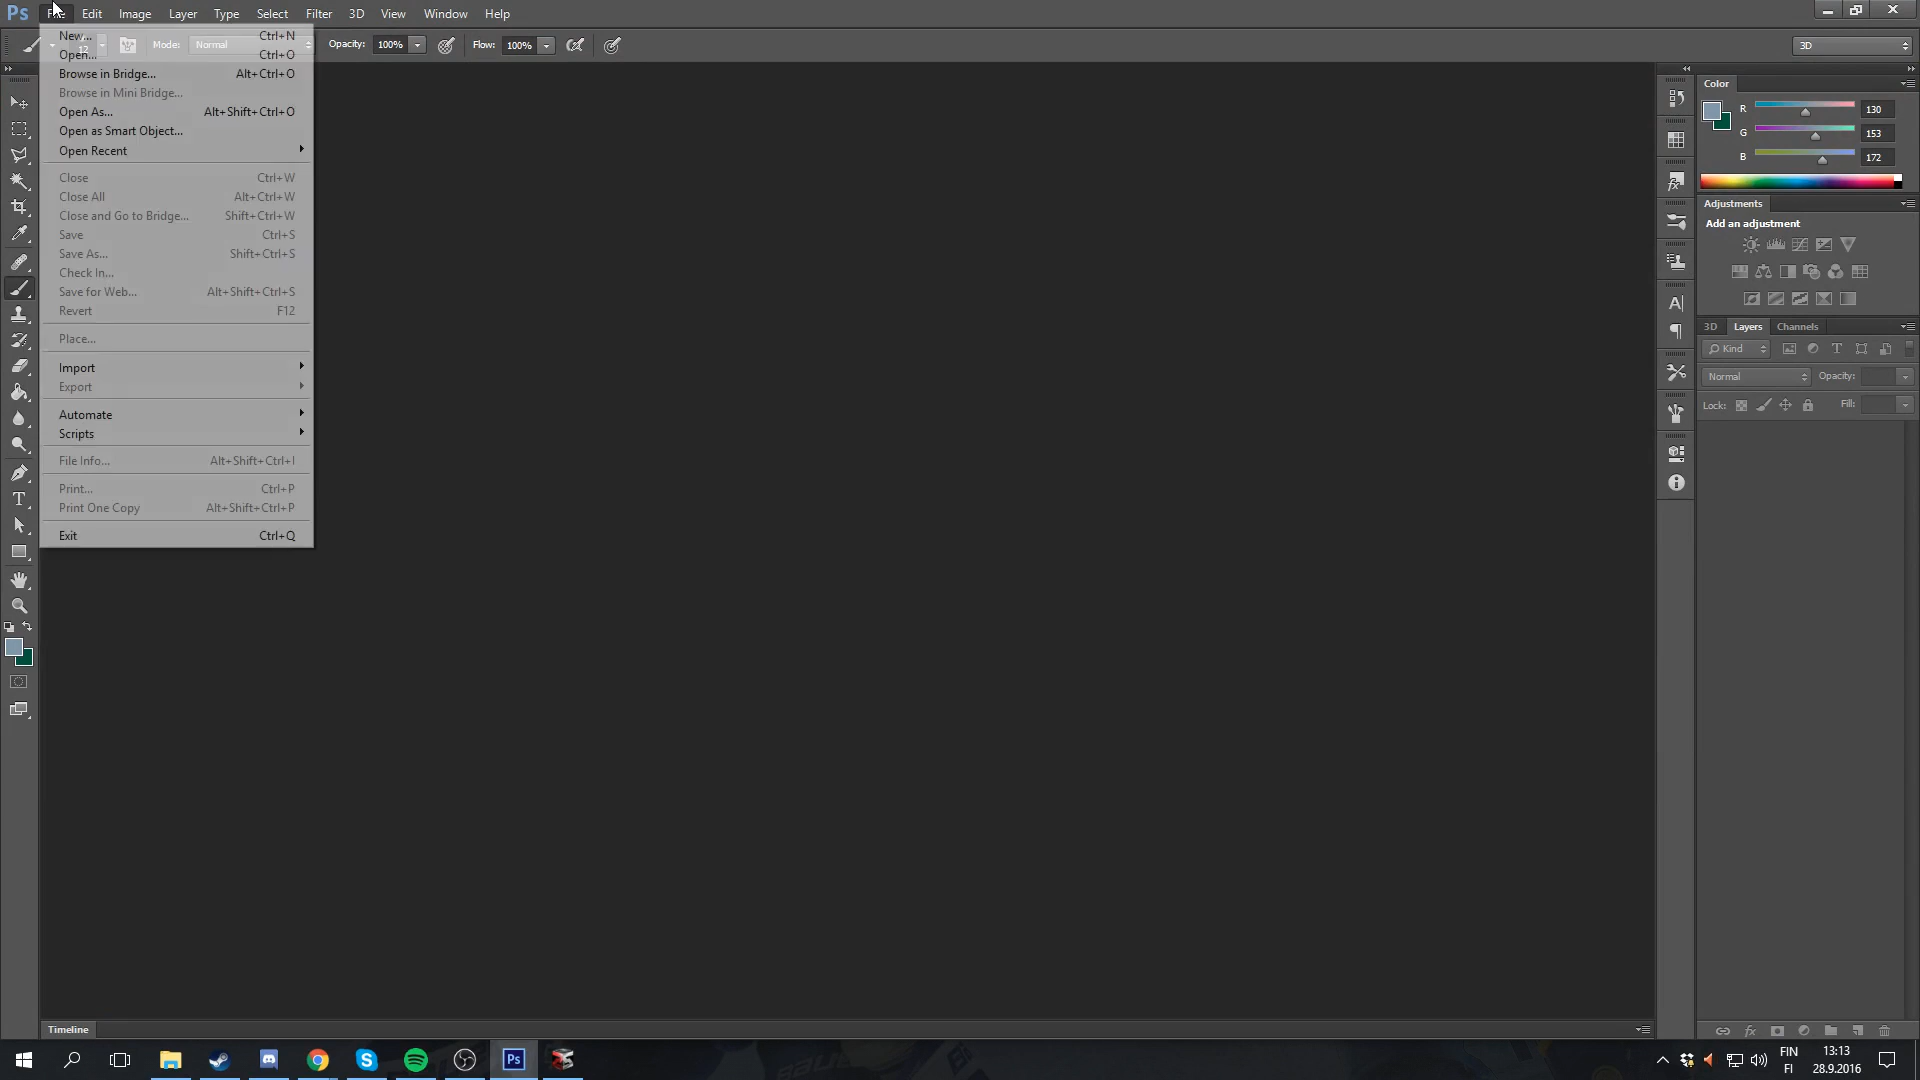 Ps File Edit Image Layer Type Select Filter 3D View Window Help
12 Mode: Normal Opacity: 100% Flow: 100% 3D
New... Ctrl+N
Open... Ctrl+O
Browse in Bridge... Alt+Ctrl+O
Browse in Mini Bridge...
Open As... Alt+Shift+Ctrl+O
Open as Smart Object...
Open Recent
Close Ctrl+W
Close All Alt+Ctrl+W
Close and Go to Bridge... Shift+Ctrl+W
Save Ctrl+S
Save As... Shift+Ctrl+S
Check In...
Save for Web... Alt+Shift+Ctrl+S
Revert F12
Place...
Import
Export
Automate
Scripts
File Info... Alt+Shift+Ctrl+I
Print... Ctrl+P
Print One Copy Alt+Shift+Ctrl+P
Exit Ctrl+Q
Color
R 130
G 153
B 172
Adjustments
Add an adjustment
3D Layers Channels
Kind
Normal Opacity:
Lock: Fill:
Timeline
Ps
FIN
FI
13:13
28.9.2016